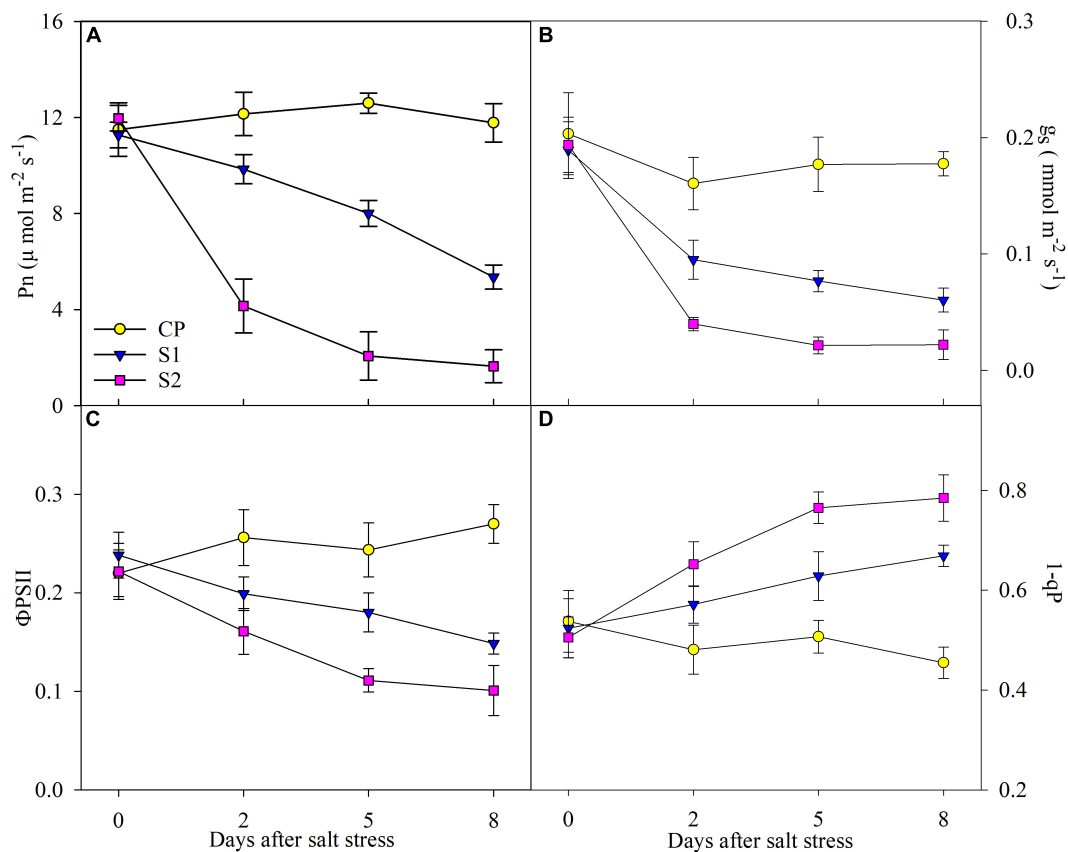 A
16
12
8
4
0
Pn (μ mol m-2 s-1)
CP
S1
S2
B
0.3
0.2
0.1
0.0
gs ( mmol m-2 s-1)
C
0.3
0.2
0.1
0.0
ΦPSII
0 2 5 8
Days after salt stress
D
0.8
0.6
0.4
0.2
1-qP
0 2 5 8
Days after salt stress